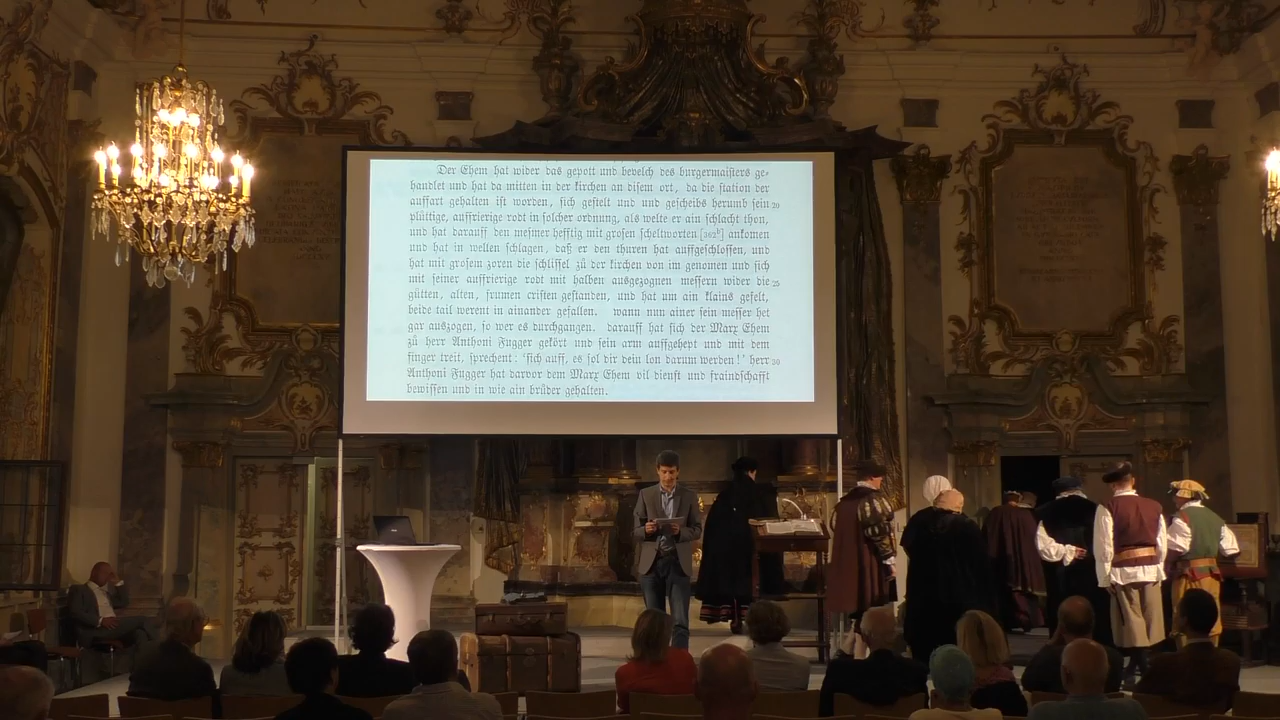 Der Ehem hat wider das gepott und bevelch des burgermaisters ge-
handlet und hat da mitten in der kirchen an disem ort, da die station der
auffart gehalten ist worden, sich gestelt und und gescheibs herumb sein 20
plüttige, auffrierige rodt in solcher ordnung, als welte er ain schlacht thon,
und hat darauff den mesmer hefftig mit grosen scheltworten [362b] ankomen
und hat in wellen schlagen, daß er den thuren hat auffgeschlossen, und
hat mit grosem zoren die schlissel zů der kirchen von im genomen und sich
mit seiner auffrierige rodt mit halben ausgezognen messern wider die 25
gůtten, alten, frumen cristen gestanden, und hat um ain klains gefelt,
beide tail werent in ainander gefallen. wann nun ainer sein messer het
gar auszogen, so wer es durchgangen. darauff hat sich der Marx Ehem
zů herr Anthoni Fugger gekört und sein arm auffgehept und mit dem
finger treit, sprechent: 'sich auff, es sol dir dein lon darum werden!' herr 30
Anthoni Fugger hat darvor dem Marx Ehem vil dienst und fraindschafft
bewissen und in wie ain brůder gehalten.